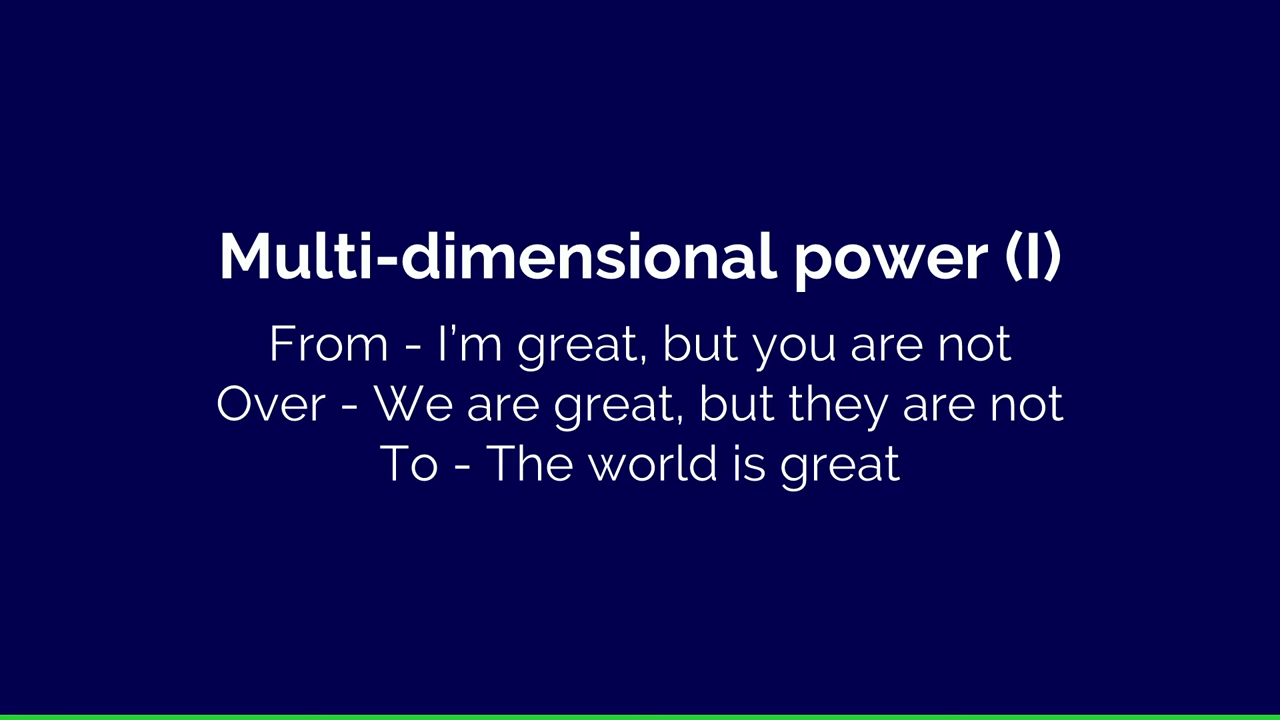 Multi-dimensional power (I)
From - I’m great, but you are not
Over - We are great, but they are not
To - The world is great